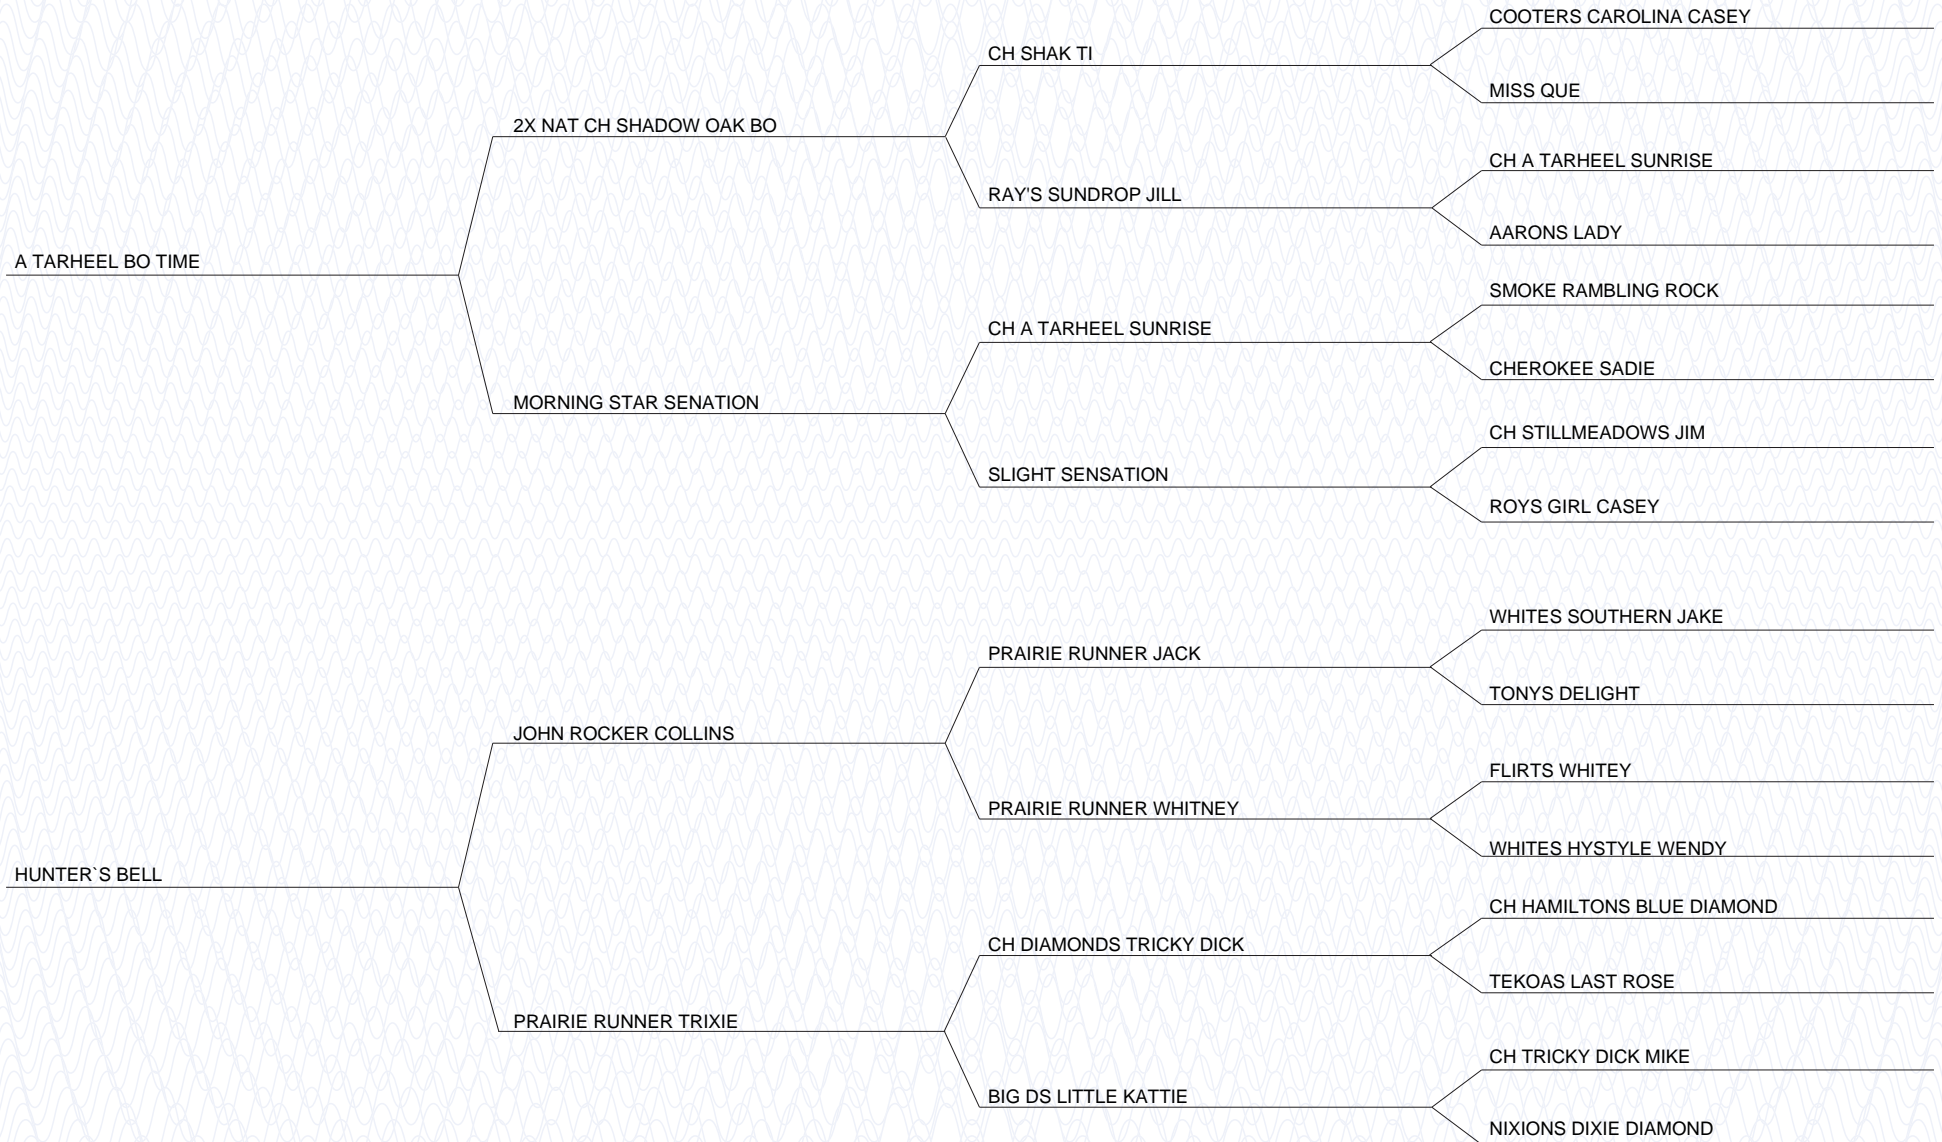 COOTERS CAROLINA CASEY
CH SHAK TI
MISS QUE
2X NAT CH SHADOW OAK BO
CH A TARHEEL SUNRISE
RAY'S SUNDROP JILL
AARONS LADY
A TARHEEL BO TIME
SMOKE RAMBLING ROCK
CH A TARHEEL SUNRISE
CHEROKEE SADIE
MORNING STAR SENATION
CH STILLMEADOWS JIM
SLIGHT SENSATION
ROYS GIRL CASEY
WHITES SOUTHERN JAKE
PRAIRIE RUNNER JACK
TONYS DELIGHT
JOHN ROCKER COLLINS
FLIRTS WHITEY
PRAIRIE RUNNER WHITNEY
WHITES HYSTYLE WENDY
HUNTER`S BELL
CH HAMILTONS BLUE DIAMOND
CH DIAMONDS TRICKY DICK
TEKOAS LAST ROSE
PRAIRIE RUNNER TRIXIE
CH TRICKY DICK MIKE
BIG DS LITTLE KATTIE
NIXIONS DIXIE DIAMOND